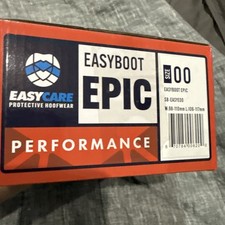 EASYCARE
PROTECTIVE HOOFWEAR
EASYBOOT
EPIC
PERFORMANCE
SIZE
00
EASYBOOT EPIC